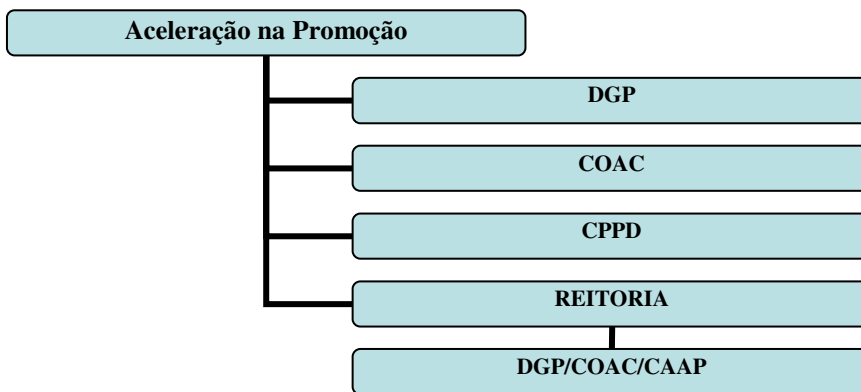 Aceleração na Promoção
DGP
COAC
CPPD
REITORIA
DGP/COAC/CAAP